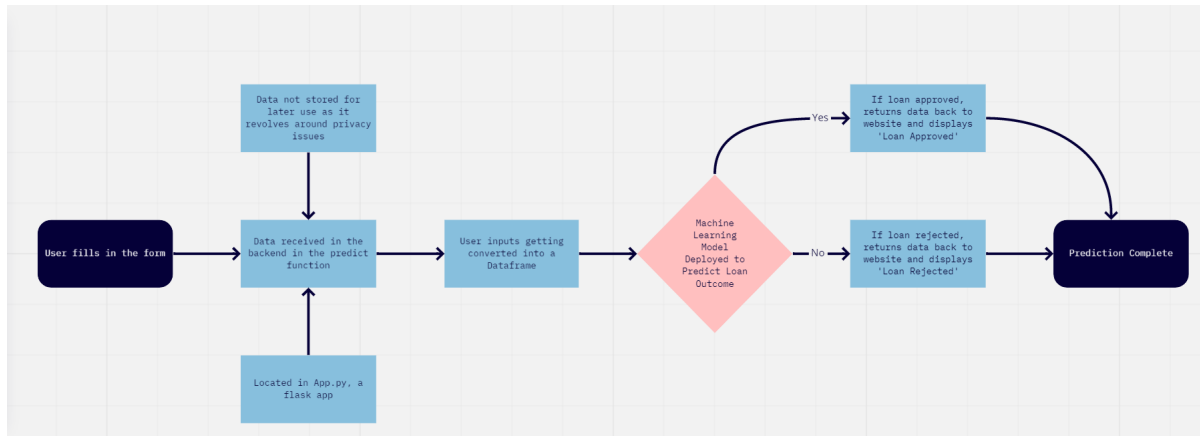 Data not stored for
later use as it
revolves around privacy
issues
User fills in the form
Data received in the
backend in the predict
function
Located in App.py, a
flask app
User inputs getting
converted into a
Dataframe
Machine
Learning
Model
Deployed to
Predict Loan
Outcome
Yes
If loan approved,
returns data back to
website and displays
'Loan Approved'
No
If loan rejected,
returns data back to
website and displays
'Loan Rejected'
Prediction Complete